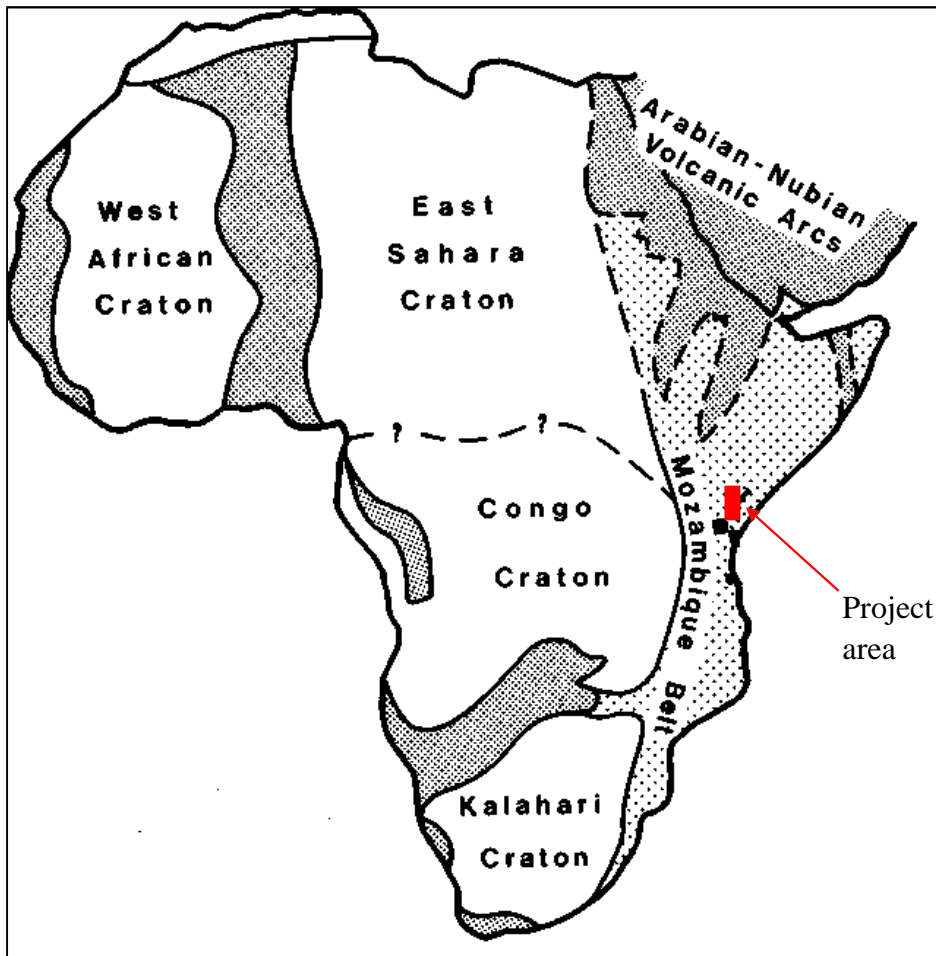 Arabian-Nubian
Volcanic Arcs
West
African
Craton
East
Sahara
Craton
?
?
Mozambique Belt
Congo
Craton
Project
area
Kalahari
Craton